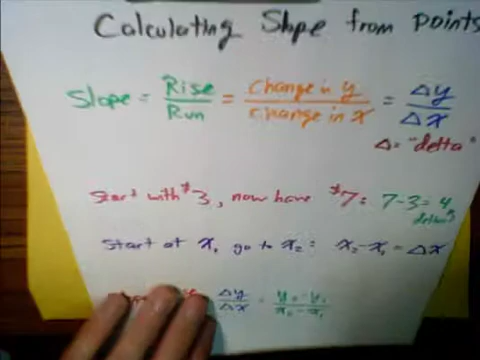 Calculating Slope from points
Slope = Rise/Run = Change in y/change in x = Δy/Δx
Δ = "delta"
Start with $3, now have $7: 7-3=4
delta $
Start at x₁ go to x₂: x₂-x₁ = Δx
Δy/Δx = y₂-y₁/x₂-x₁